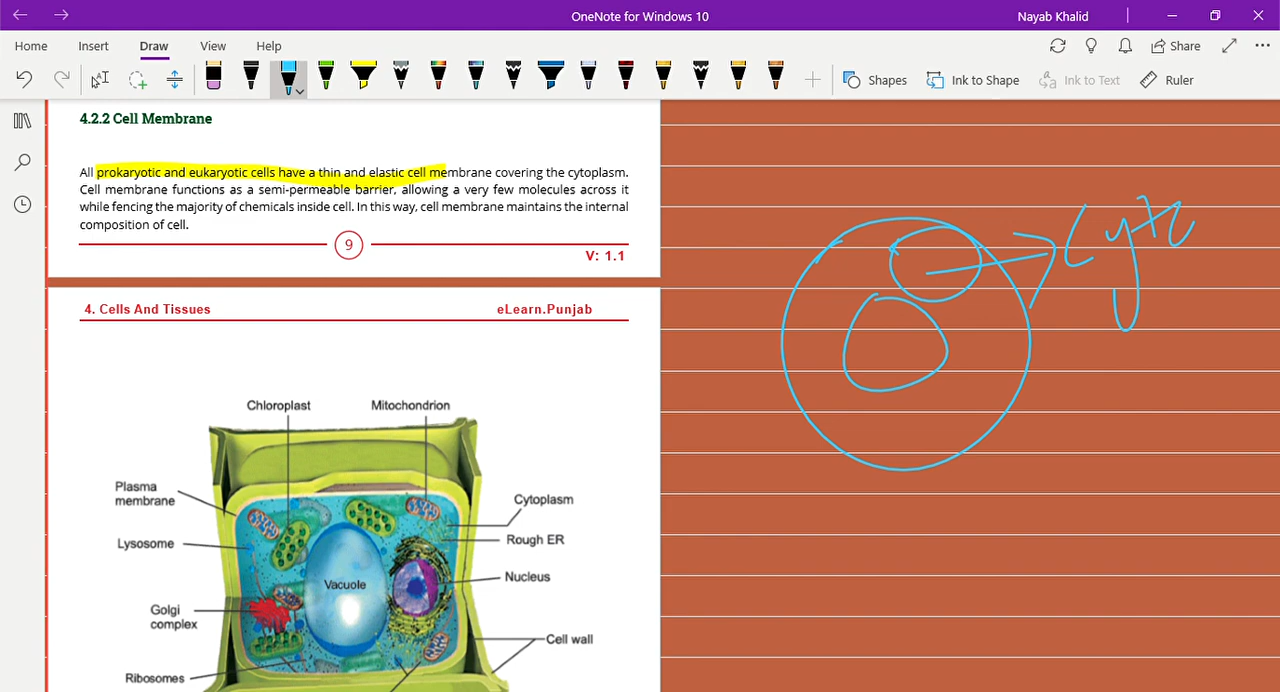 OneNote for Windows 10
Nayab Khalid
Home Insert Draw View Help
Share
Shapes Ink to Shape Ink to Text Ruler
4.2.2 Cell Membrane
All prokaryotic and eukaryotic cells have a thin and elastic cell membrane covering the cytoplasm.
Cell membrane functions as a semi-permeable barrier, allowing a very few molecules across it
while fencing the majority of chemicals inside cell. In this way, cell membrane maintains the internal
composition of cell.
9
V: 1.1
4. Cells And Tissues eLearn.Punjab
Chloroplast Mitochondrion
Plasma
membrane
Cytoplasm
Lysosome
Rough ER
Nucleus
Vacuole
Golgi
complex
Cell wall
Ribosomes